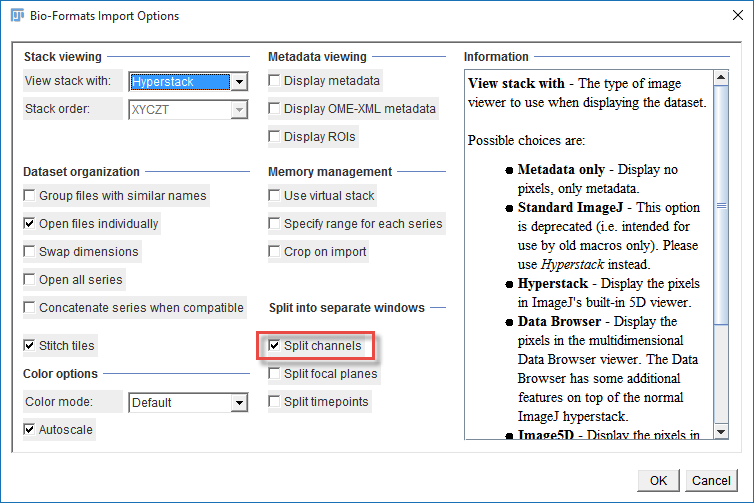 Bio-Formats Import Options
Stack viewing
View stack with: Hyperstack
Stack order: XYCZT
Dataset organization
Group files with similar names
Open files individually
Swap dimensions
Open all series
Concatenate series when compatible
Stitch tiles
Color options
Color mode: Default
Autoscale
Metadata viewing
Display metadata
Display OME-XML metadata
Display ROIs
Memory management
Use virtual stack
Specify range for each series
Crop on import
Split into separate windows
Split channels
Split focal planes
Split timepoints
Information
View stack with - The type of image
viewer to use when displaying the dataset.
Possible choices are:
Metadata only - Display no
pixels, only metadata.
Standard ImageJ - This option
is deprecated (i.e. intended for
use by old macros only). Please
use Hyperstack instead.
Hyperstack - Display the pixels
in ImageJ's built-in 5D viewer.
Data Browser - Display the
pixels in the multidimensional
Data Browser viewer. The Data
Browser has some additional
features on top of the normal
ImageJ hyperstack.
Image5D - Display the pixels in
OK
Cancel